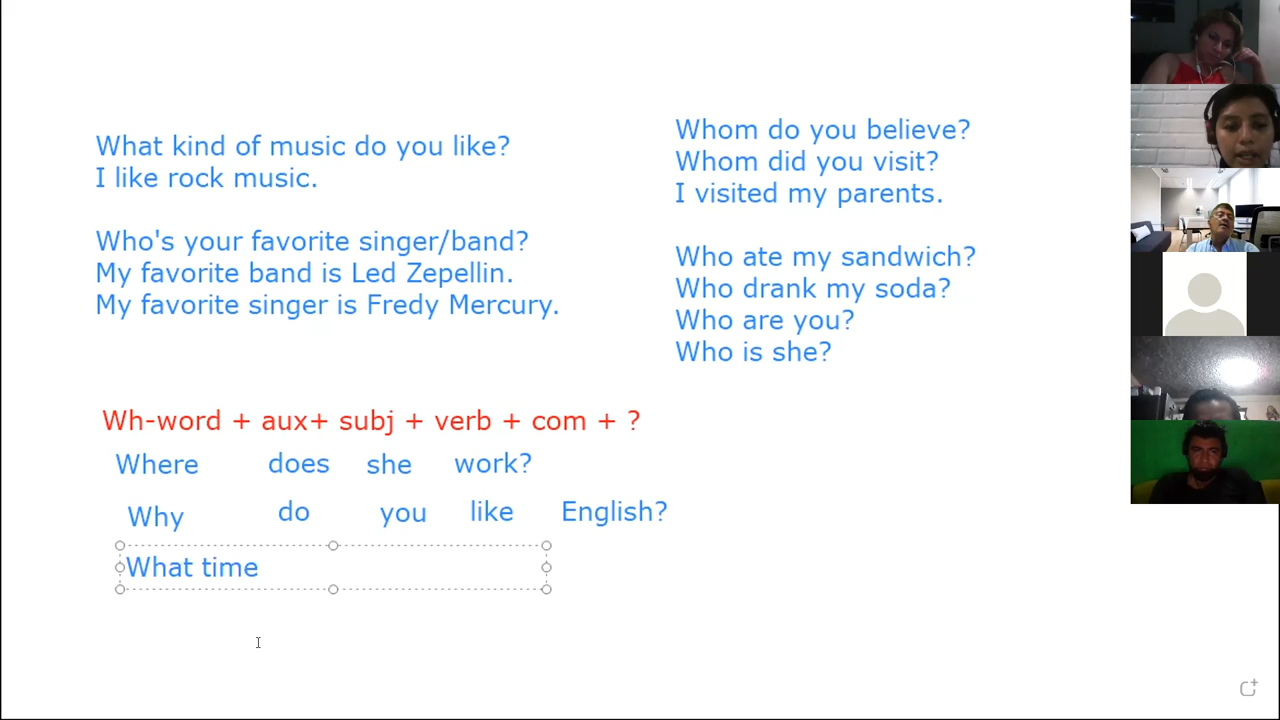 What kind of music do you like?
I like rock music.
Who's your favorite singer/band?
My favorite band is Led Zepellin.
My favorite singer is Fredy Mercury.
Whom do you believe?
Whom did you visit?
I visited my parents.
Who ate my sandwich?
Who drank my soda?
Who are you?
Who is she?
Wh-word + aux+ subj + verb + com + ?
Where does she work?
Why do you like English?
What time